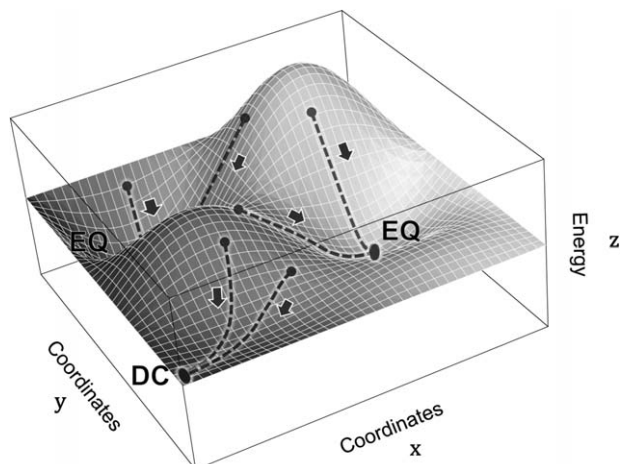 EQ
EQ
DC
Energy
z
Coordinates
y
Coordinates
x